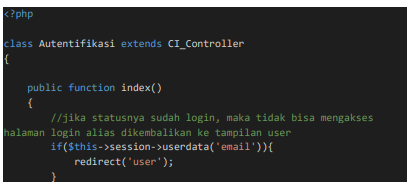 <?php
class Autentifikasi extends CI_Controller
{
public function index()
{
//jika statusnya sudah login, maka tidak bisa mengakses
halaman login alias dikembalikan ke tampilan user
if($this->session->userdata('email')){
redirect('user');
}